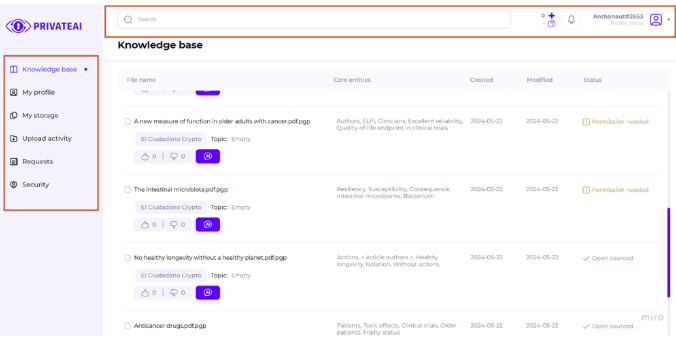 Search
0
-
Archonaut#2653
Profile menu
PRIVATEAI
Knowledge base
Knowledge base
My profile
My storage
Upload activity
Requests
Security
File name Core entities Created Modified Status
A new measure of function in older adults with cancer.pdf.pgp
Authors, ELFI, Clinicians, Excellent reliability,
Quality-of-life endpoint in clinical trials
2024-05-22 2024-05-22 Permission needed
El Ciudadano Crypto Topic: Empty
0 | 0 AI
The intestinal microbiota.pdf.pgp
Resiliency, Susceptibility, Consequence,
Intestinal microbiome, Bacterium
2024-05-22 2024-05-22 Permission needed
El Ciudadano Crypto Topic: Empty
0 | 0 AI
No healthy longevity without a healthy planet.pdf.pgp
Actions, + Article authors +, Healthy
longevity, Isolation, Without actions
2024-05-22 2024-05-22 Open sourced
El Ciudadano Crypto Topic: Empty
0 | 0 AI
Anticancer drugs.pdf.pgp
Patients, Toxic effects, Clinical trials, Older
patients, Frailty status
2024-05-22 2024-05-22 Open sourced
miro